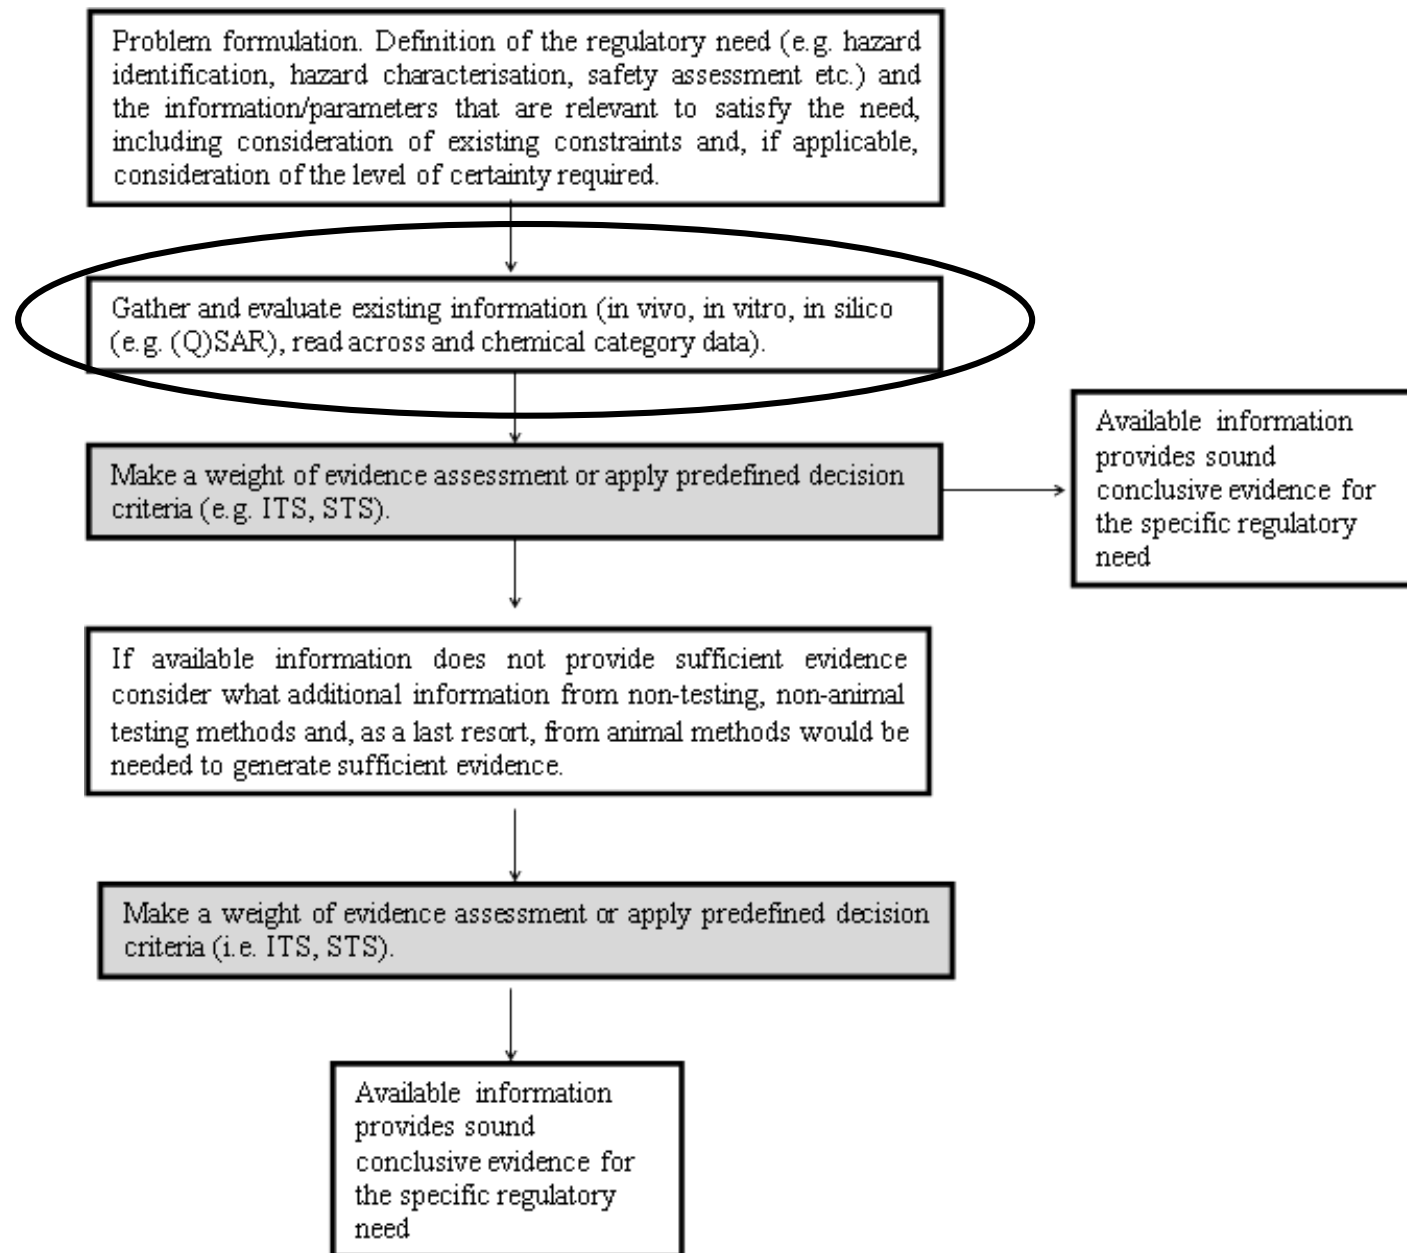 Problem formulation. Definition of the regulatory need (e.g. hazard
identification, hazard characterisation, safety assessment etc.) and
the information/parameters that are relevant to satisfy the need,
including consideration of existing constraints and, if applicable,
consideration of the level of certainty required.
Gather and evaluate existing information (in vivo, in vitro, in silico
(e.g. (Q)SAR), read across and chemical category data).
Make a weight of evidence assessment or apply predefined decision
criteria (e.g. ITS, STS).
Available information
provides sound
conclusive evidence for
the specific regulatory
need
If available information does not provide sufficient evidence
consider what additional information from non-testing, non-animal
testing methods and, as a last resort, from animal methods would be
needed to generate sufficient evidence.
Make a weight of evidence assessment or apply predefined decision
criteria (i.e. ITS, STS).
Available information
provides sound
conclusive evidence for
the specific regulatory
need